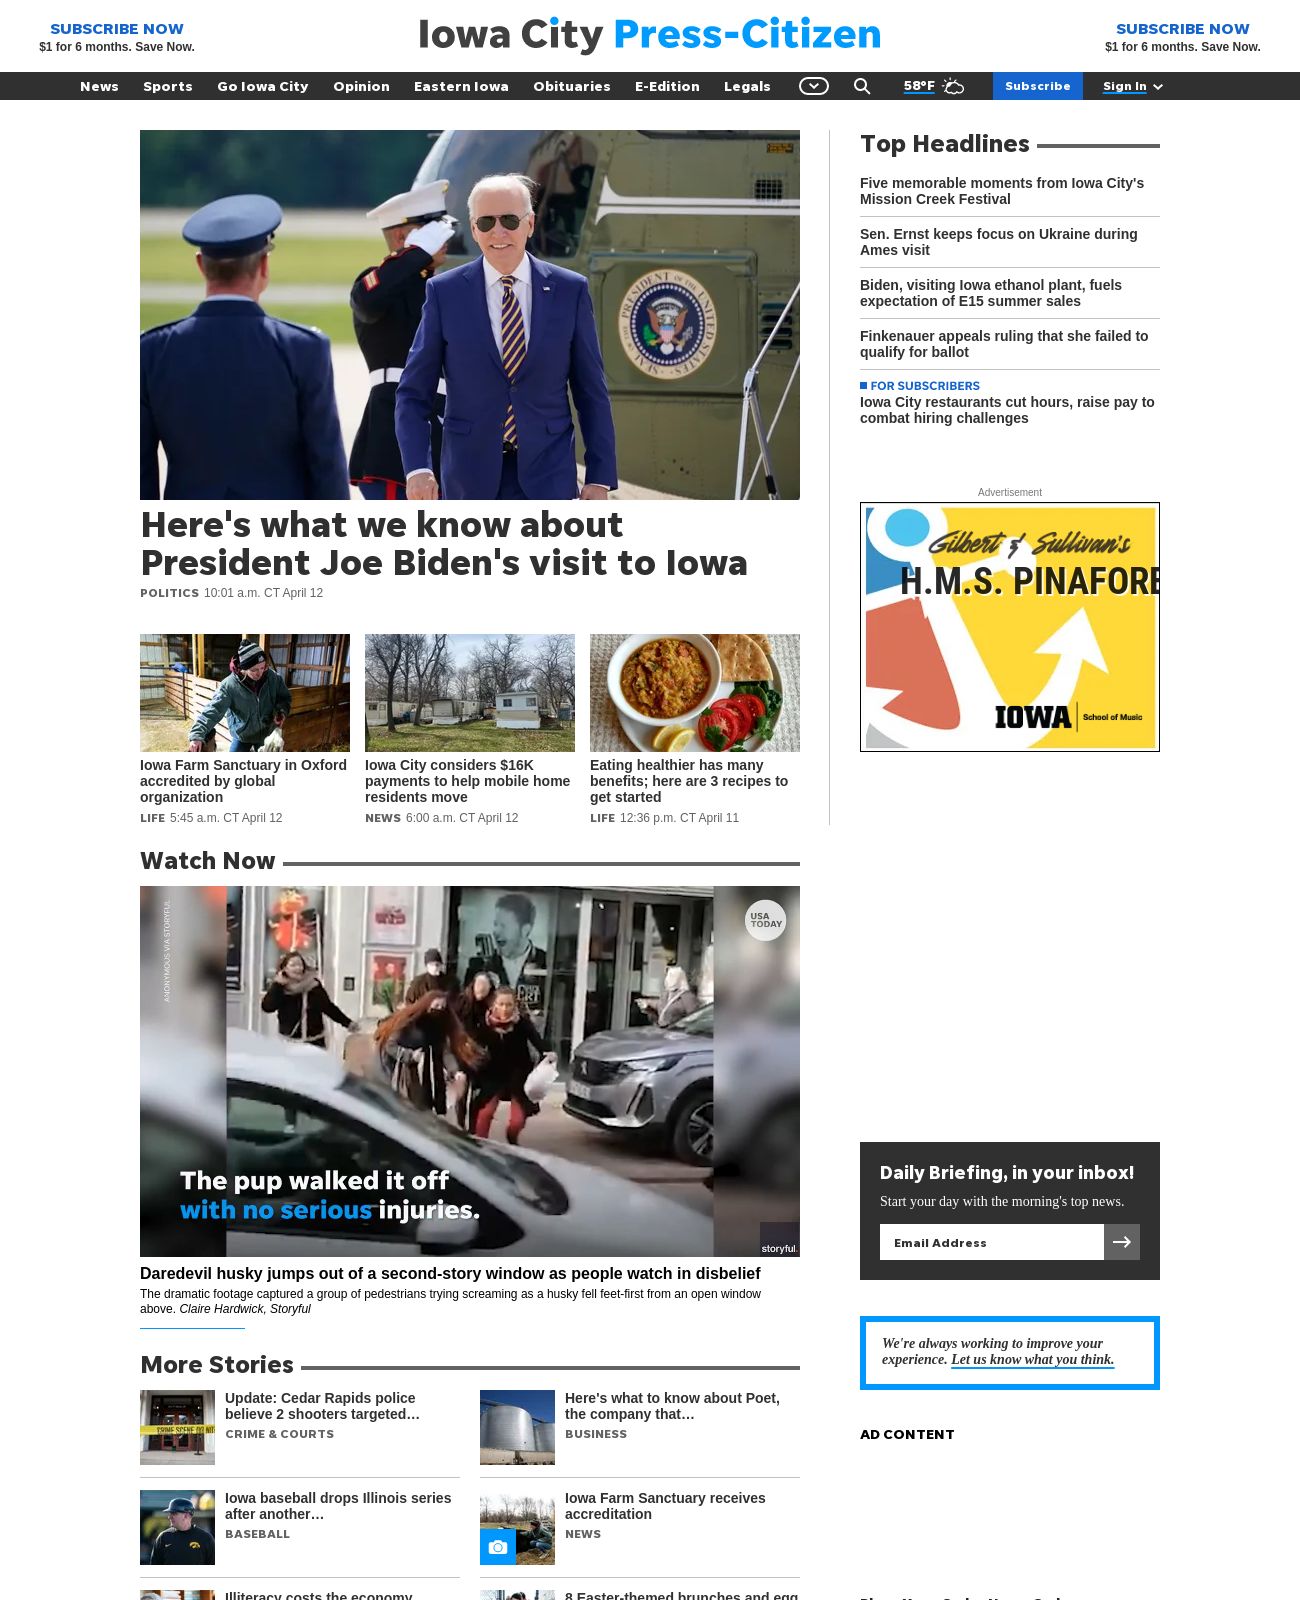 SUBSCRIBE NOW
$1 for 6 months. Save Now.
Iowa City Press-Citizen
SUBSCRIBE NOW
$1 for 6 months. Save Now.
News Sports Go Iowa City Opinion Eastern Iowa Obituaries E-Edition Legals 58°F Subscribe Sign In
Here's what we know about
President Joe Biden's visit to Iowa
POLITICS 10:01 a.m. CT April 12
Iowa Farm Sanctuary in Oxford
accredited by global
organization
LIFE 5:45 a.m. CT April 12
Iowa City considers $16K
payments to help mobile home
residents move
NEWS 6:00 a.m. CT April 12
Eating healthier has many
benefits; here are 3 recipes to
get started
LIFE 12:36 p.m. CT April 11
Top Headlines
Five memorable moments from Iowa City's
Mission Creek Festival
Sen. Ernst keeps focus on Ukraine during
Ames visit
Biden, visiting Iowa ethanol plant, fuels
expectation of E15 summer sales
Finkenauer appeals ruling that she failed to
qualify for ballot
FOR SUBSCRIBERS
Iowa City restaurants cut hours, raise pay to
combat hiring challenges
Advertisement
Gilbert & Sullivan's
H.M.S. PINAFORE
IOWA School of Music
Watch Now
ANONYMOUS VIA STORYFUL
USA
TODAY
The pup walked it off
with no serious injuries.
storyful.
Daredevil husky jumps out of a second-story window as people watch in disbelief
The dramatic footage captured a group of pedestrians trying screaming as a husky fell feet-first from an open window
above. Claire Hardwick, Storyful
Daily Briefing, in your inbox!
Start your day with the morning's top news.
Email Address
We're always working to improve your
experience. Let us know what you think.
AD CONTENT
More Stories
Update: Cedar Rapids police
believe 2 shooters targeted…
CRIME & COURTS
Here's what to know about Poet,
the company that…
BUSINESS
Iowa baseball drops Illinois series
after another…
BASEBALL
Iowa Farm Sanctuary receives
accreditation
NEWS
Illiteracy costs the economy
8 Easter-themed brunches and egg